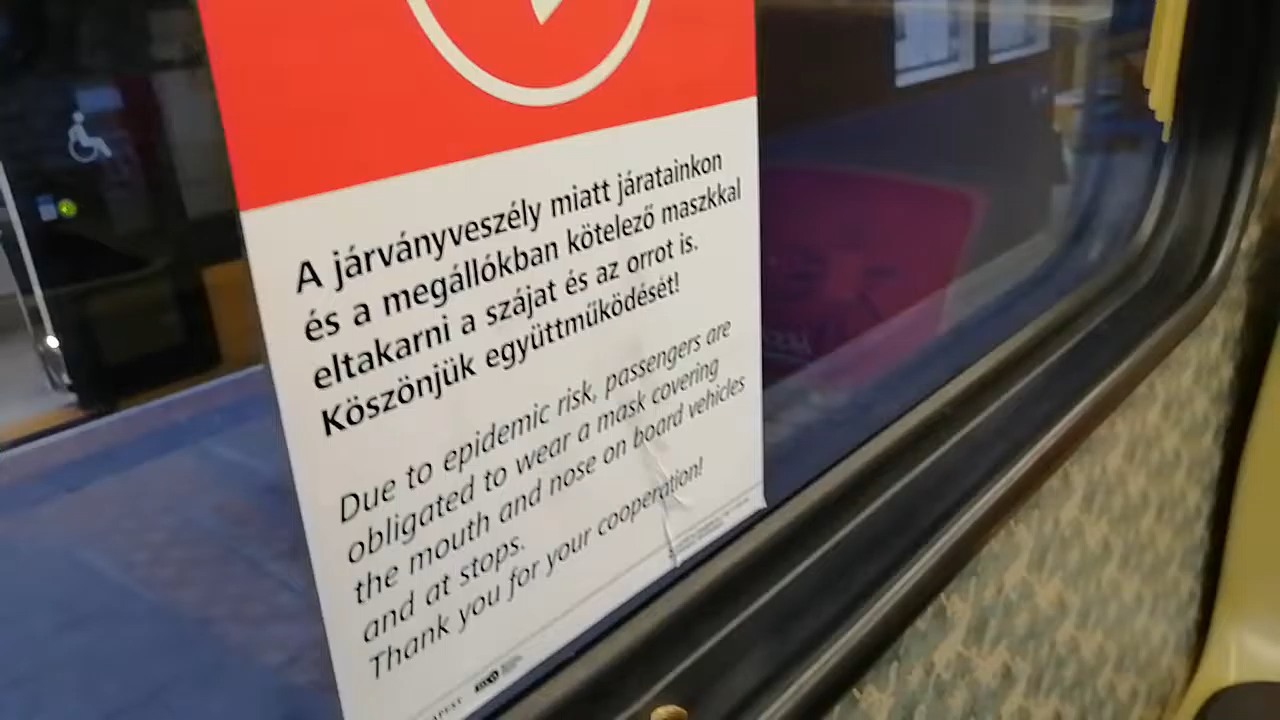 A járványveszély miatt járatainkon
és a megállókban kötelező maszkkal
eltakarni a szájat és az orrot is.
Köszönjük együttműködését!
Due to epidemic risk, passengers are
obligated to wear a mask covering
the mouth and nose on board vehicles
and at stops.
Thank you for your cooperation!